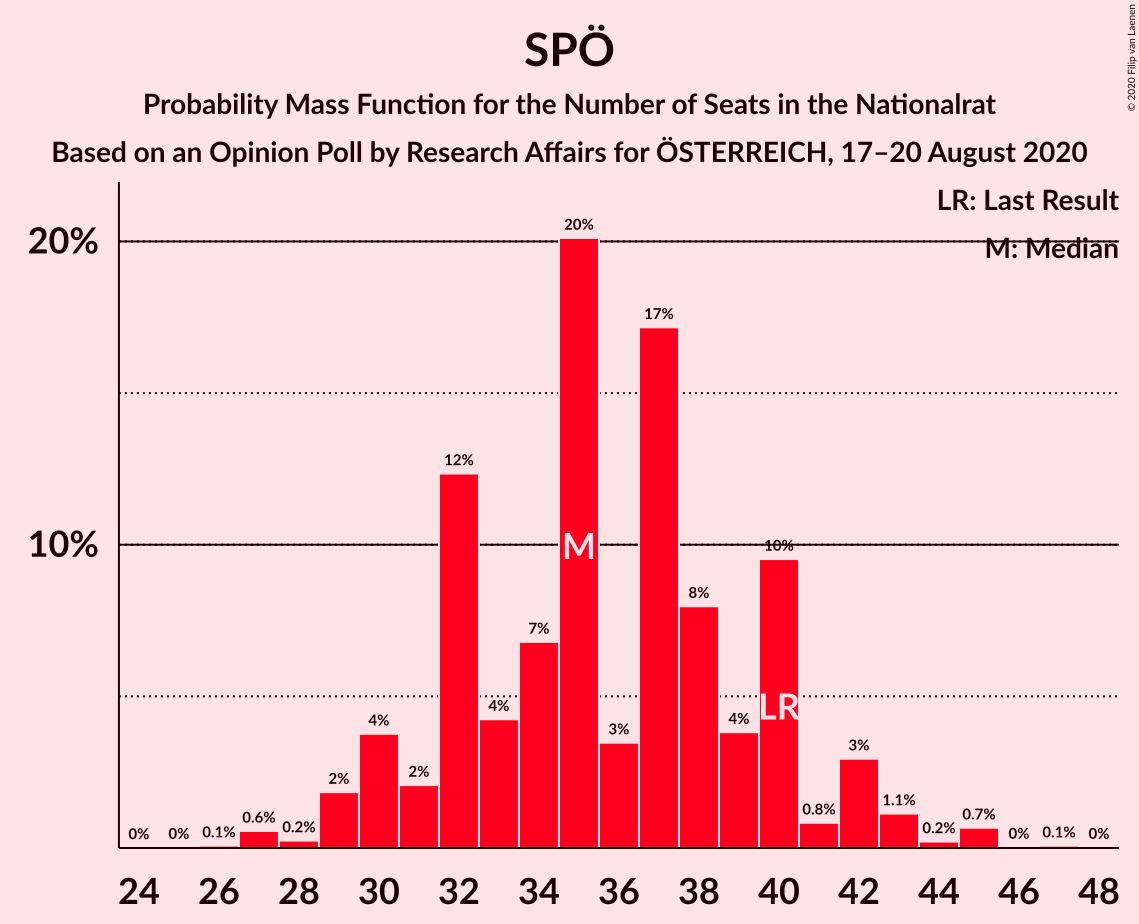 SPÖ
Probability Mass Function for the Number of Seats in the Nationalrat
Based on an Opinion Poll by Research Affairs for ÖSTERREICH, 17–20 August 2020
© 2020 Filip van Laenen
LR: Last Result
M: Median
20%
10%
0% 0% 0.1% 0.6% 0.2% 2% 4% 2% 12% 4% 7% 20% 3% 17% 8% 4% 10% 0.8% 3% 1.1% 0.2% 0.7% 0% 0.1% 0%
M
LR
24 26 28 30 32 34 36 38 40 42 44 46 48